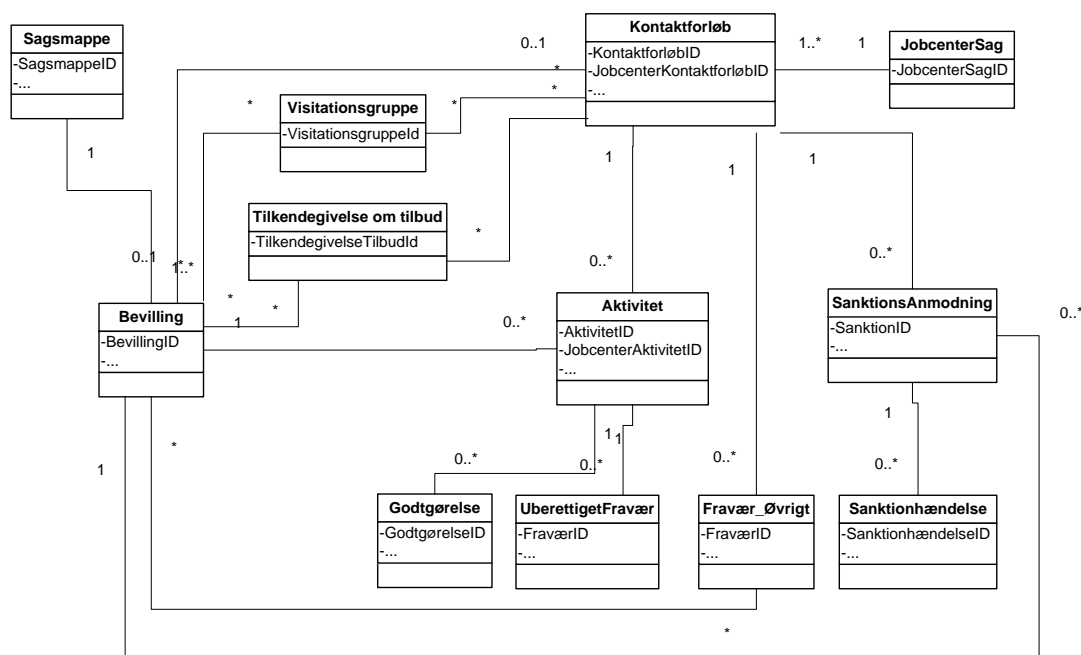 Sagsmappe
-SagsmappeID
-...
Kontaktforløb
-KontaktforløbID
-JobcenterKontaktforløbID
-...
JobcenterSag
-JobcenterSagID
0..1
1..*
1
*
*
Visitationsgruppe
-VisitationsgruppeId
*
*
1
1
1
1
Tilkendegivelse om tilbud
-TilkendegivelseTilbudId
*
0..1
1..*
*
0..*
0..*
*
*
1
Bevilling
-BevillingID
-...
0..*
Aktivitet
-AktivitetID
-JobcenterAktivitetID
-...
SanktionsAnmodning
-SanktionID
-...
0..*
*
1
1
1
1
0..*
0..*
0..*
0..*
Godtgørelse
-GodtgørelseID
-...
UberettigetFravær
-FraværID
-...
Fravær_Øvrigt
-FraværID
-...
Sanktionhændelse
-SanktionhændelseID
-...
*